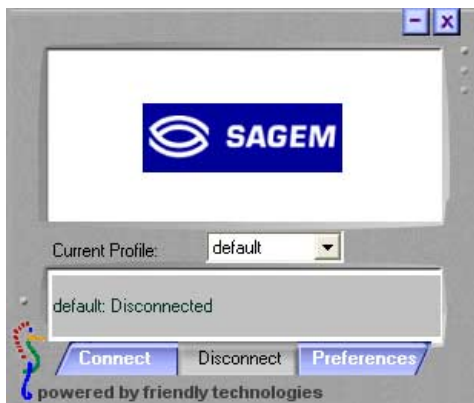 SAGEM
Current Profile: default
default: Disconnected
Connect Disconnect Preferences
powered by friendly technologies